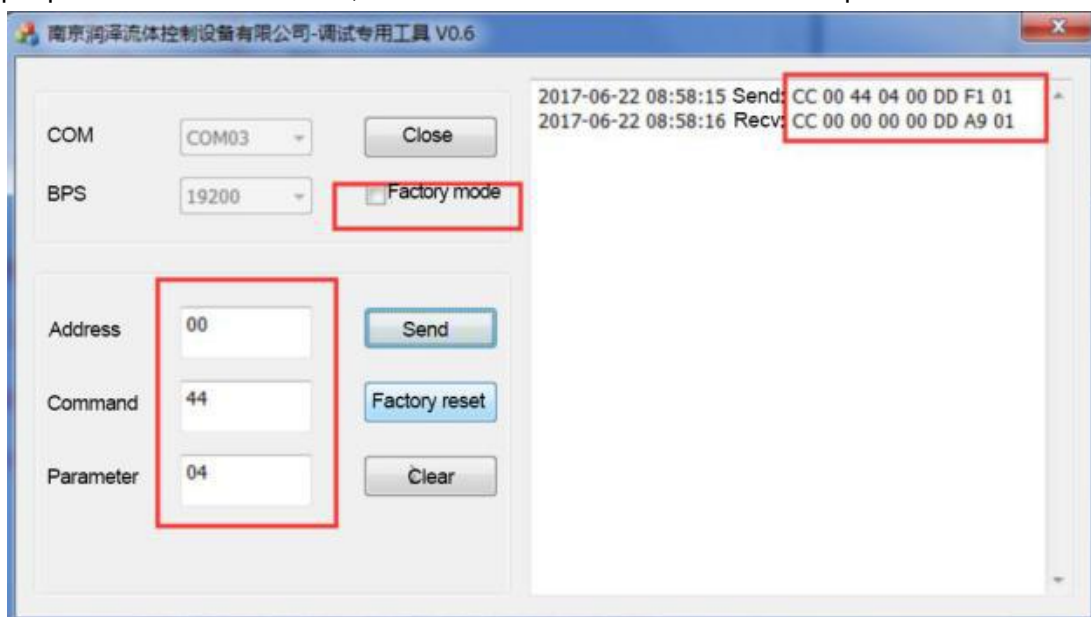 南京润泽流体控制设备有限公司-调试专用工具 V0.6
COM
COM03
Close
BPS
19200
Factory mode
Address
00
Send
Command
44
Factory reset
Parameter
04
Clear
2017-06-22 08:58:15 Send: CC 00 44 04 00 DD F1 01
2017-06-22 08:58:16 Recv: CC 00 00 00 00 DD A9 01